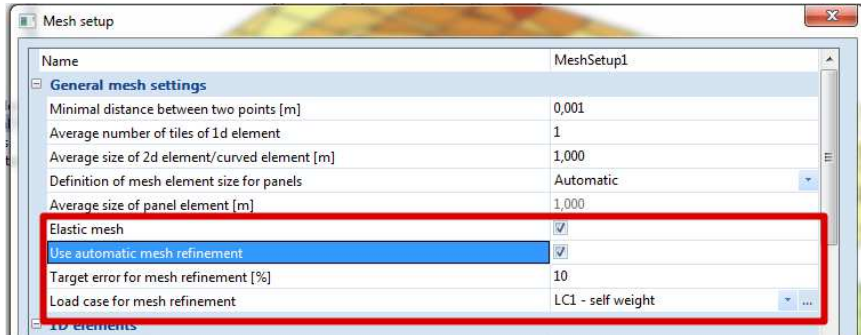 Mesh setup
Name MeshSetup1
General mesh settings
Minimal distance between two points [m] 0,001
Average number of tiles of 1d element 1
Average size of 2d element/curved element [m] 1,000
Definition of mesh element size for panels Automatic
Average size of panel element [m] 1,000
Elastic mesh
Use automatic mesh refinement
Target error for mesh refinement [%] 10
Load case for mesh refinement LC1 - self weight ...
1D elements